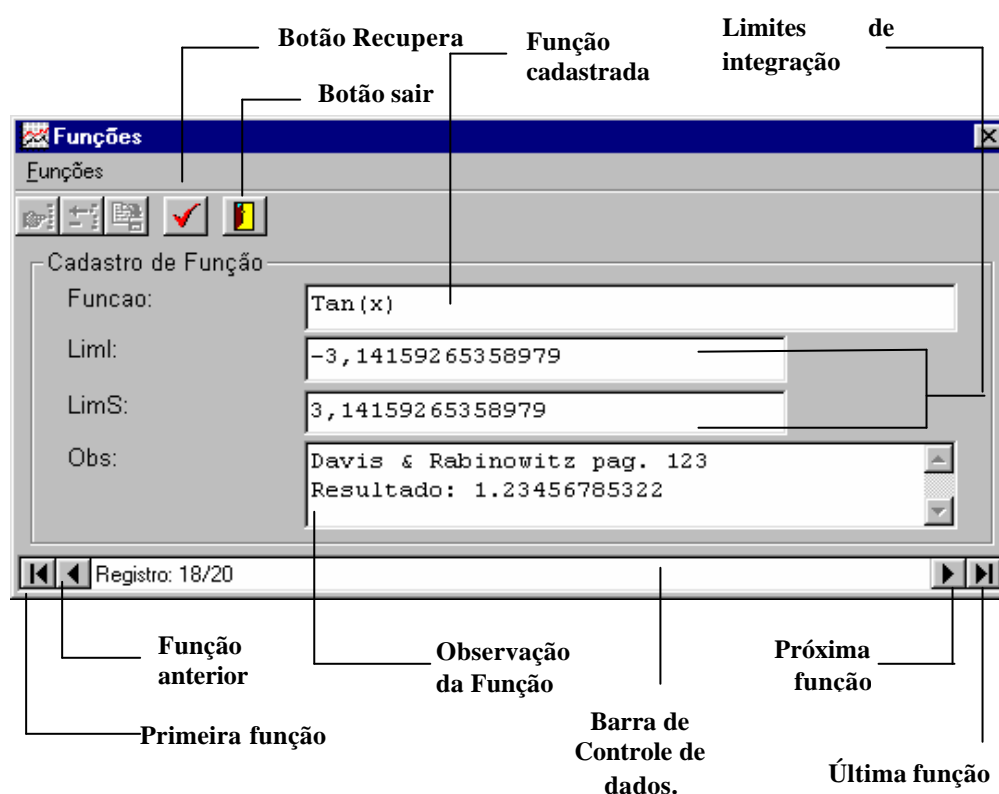 Botão Recupera
Função
cadastrada
Limites de
integração
Botão sair
Funções
Funções
Cadastro de Função
Funcao:
Tan(x)
LimI:
-3,14159265358979
LimS:
3,14159265358979
Obs:
Davis & Rabinowitz pag. 123
Resultado: 1.23456785322
Registro: 18/20
Função
anterior
Observação
da Função
Próxima
função
Primeira função
Barra de
Controle de
dados.
Última função